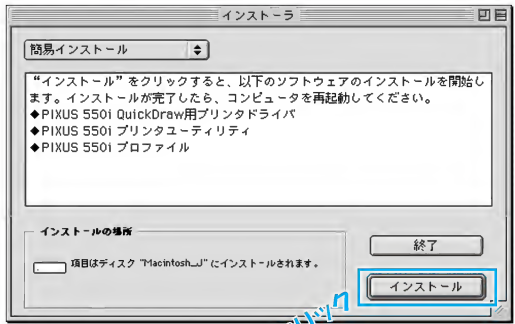 インストーラ
簡易インストール
“インストール”をクリックすると、以下のソフトウェアのインストールを開始し
ます。インストールが完了したら、コンピュータを再起動してください。
◆PIXUS 550i QuickDraw用プリンタドライバ
◆PIXUS 550i プリンタユーティリティ
◆PIXUS 550i プロファイル
インストールの場所
項目はディスク "Macintosh_J" にインストールされます。
終了
インストール
リック